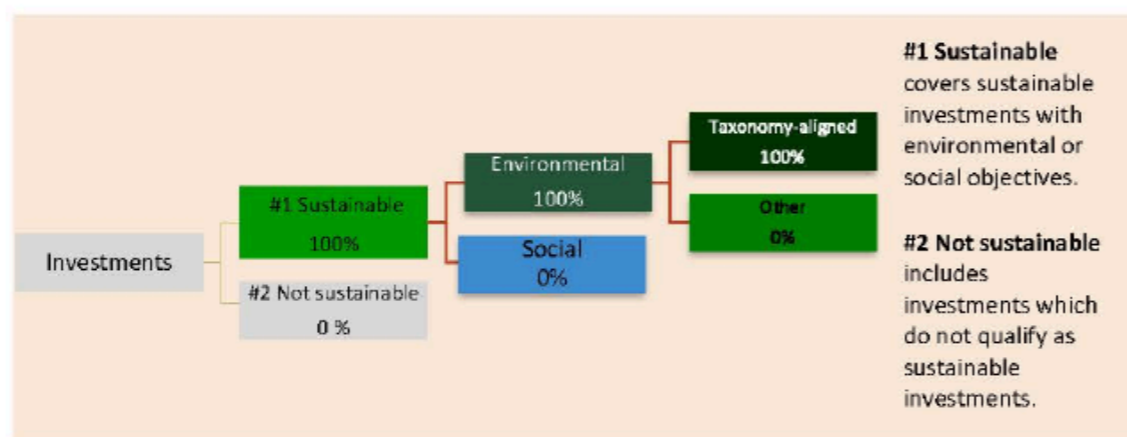 Investments
#1 Sustainable
100%
#2 Not sustainable
0 %
Environmental
100%
Social
0%
Taxonomy-aligned
100%
Other
0%
#1 Sustainable
covers sustainable
investments with
environmental or
social objectives.
#2 Not sustainable
includes
investments which
do not qualify as
sustainable
investments.